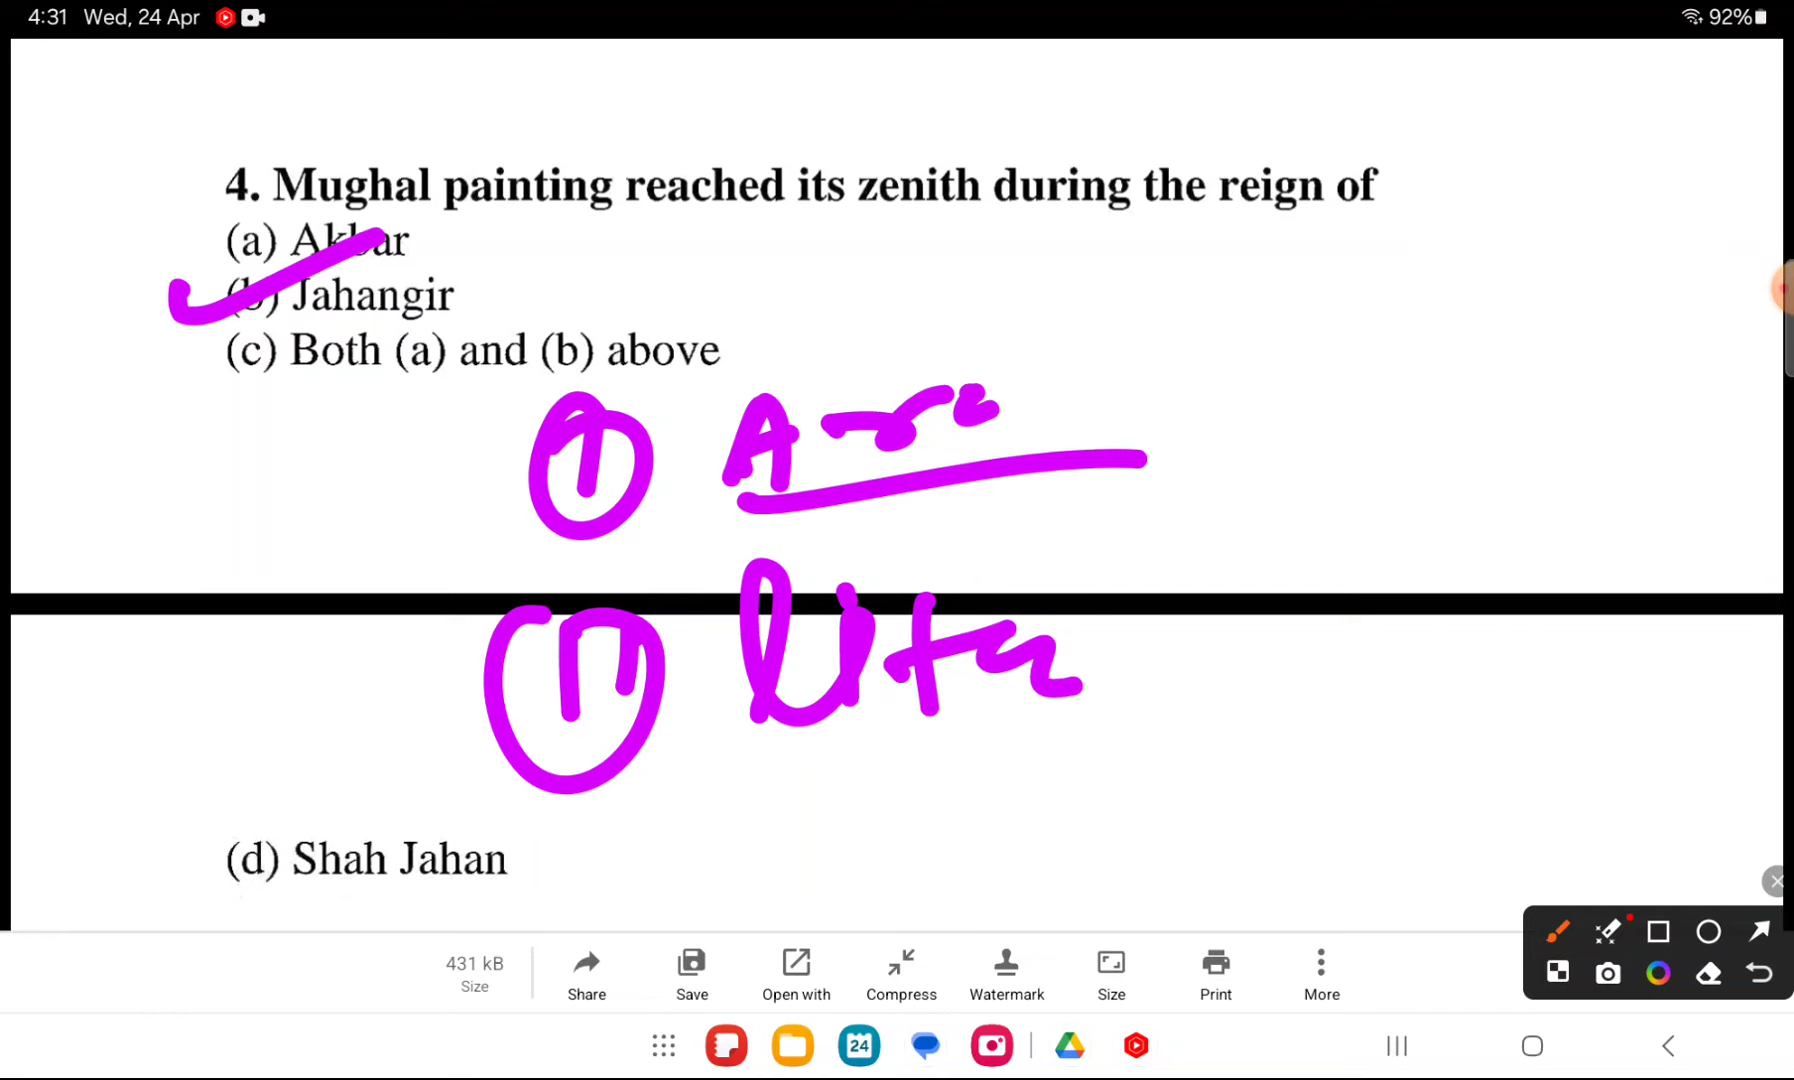 4:31 Wed, 24 Apr
92%
4. Mughal painting reached its zenith during the reign of
(a) Akbar
(b) Jahangir
(c) Both (a) and (b) above
(d) Shah Jahan
431 kB
Size
Share
Save
Open with
Compress
Watermark
Size
Print
More
24